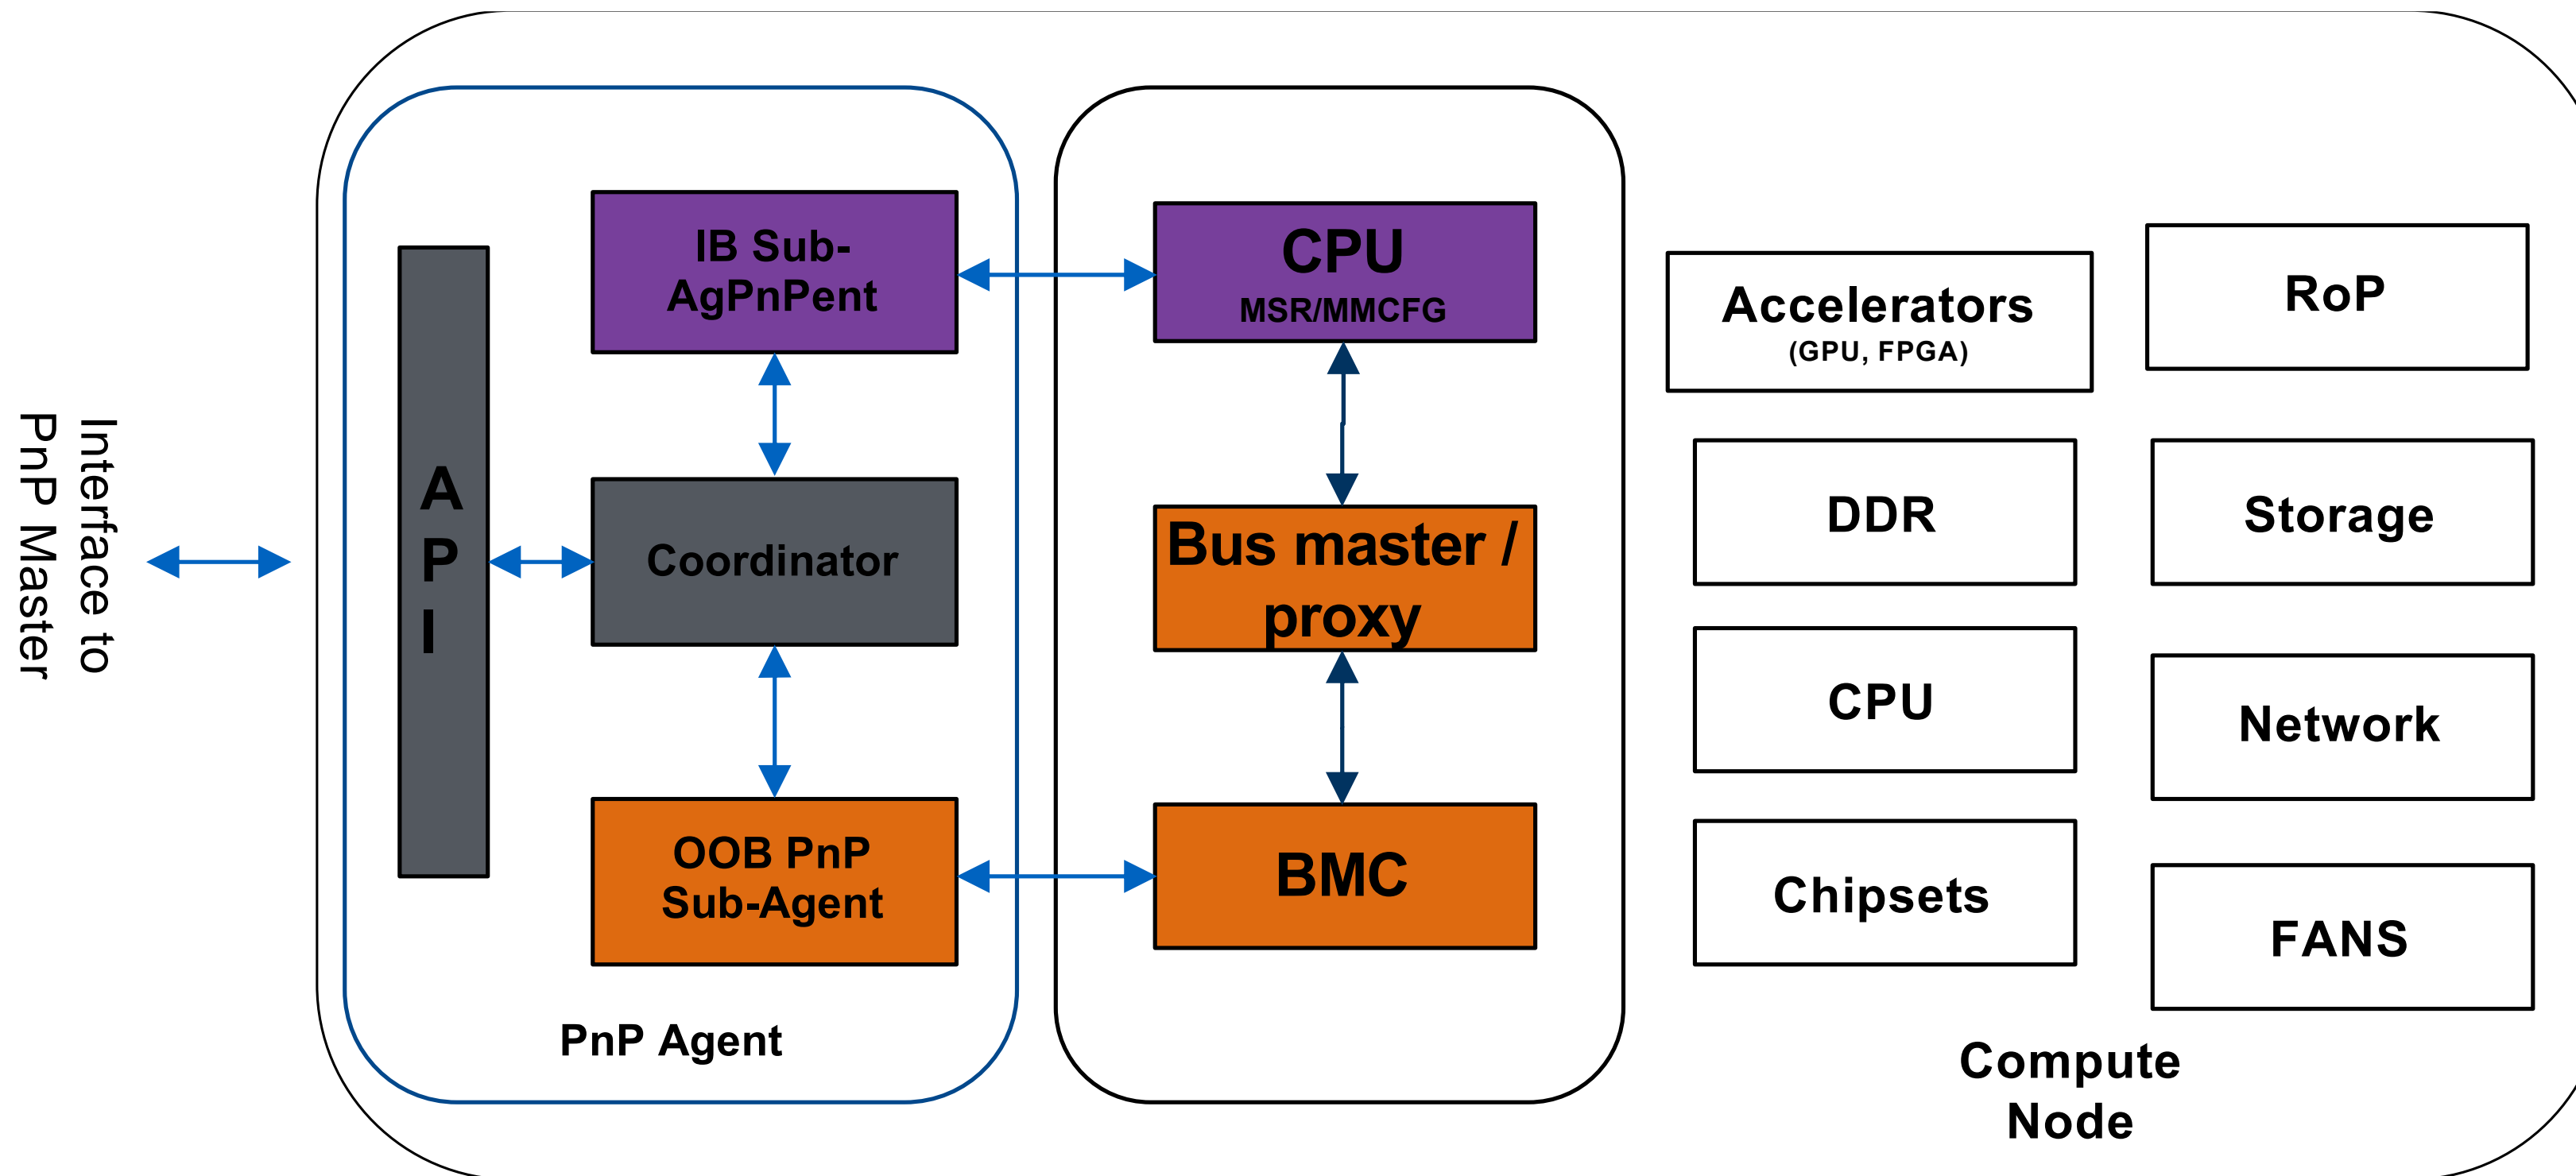 Interface to
PnP Master
A
P
I
IB Sub-
AgPnPent
Coordinator
OOB PnP
Sub-Agent
PnP Agent
CPU
MSR/MMCFG
Bus master /
proxy
BMC
Accelerators
(GPU, FPGA)
DDR
CPU
Chipsets
RoP
Storage
Network
FANS
Compute
Node